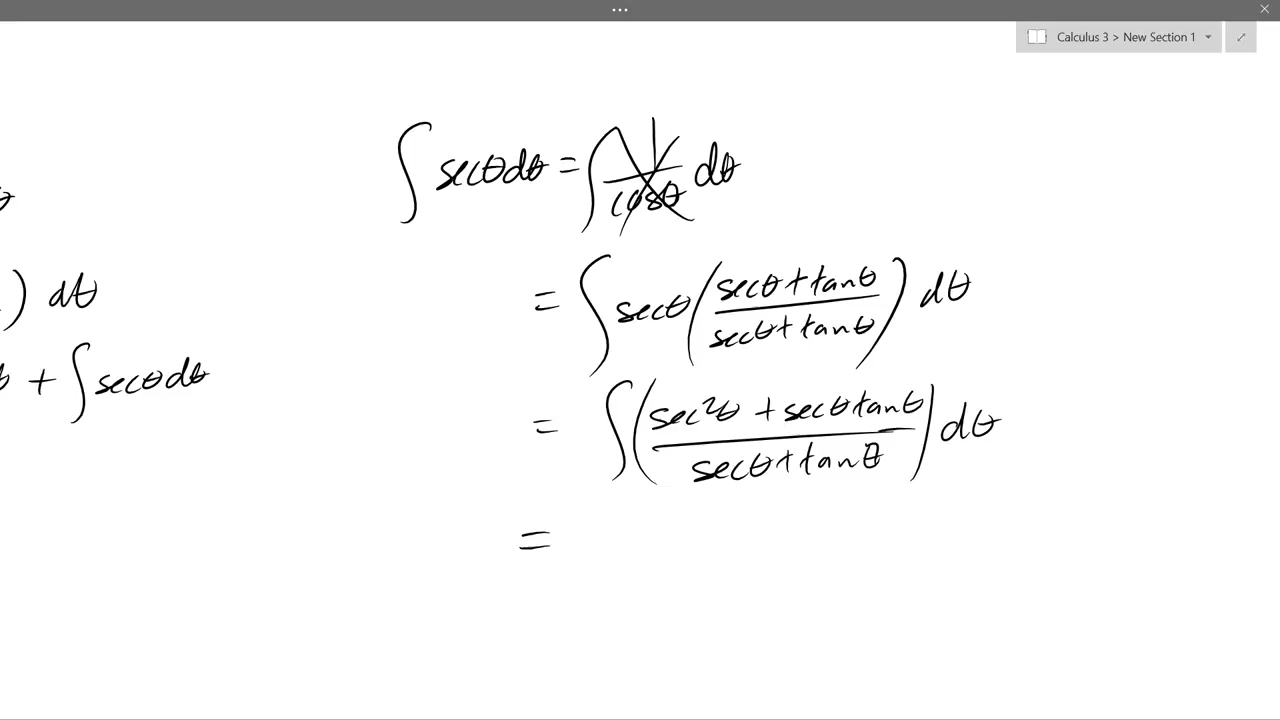 Calculus 3 > New Section 1
∫ secθdθ = ∫ 1/cosθ dθ
θ
= ∫ secθ ( (secθ + tanθ)/(secθ + tanθ) ) dθ
) dθ
+ ∫ secθdθ
= ∫ ( (sec²θ + secθtanθ)/(secθ + tanθ) ) dθ
=